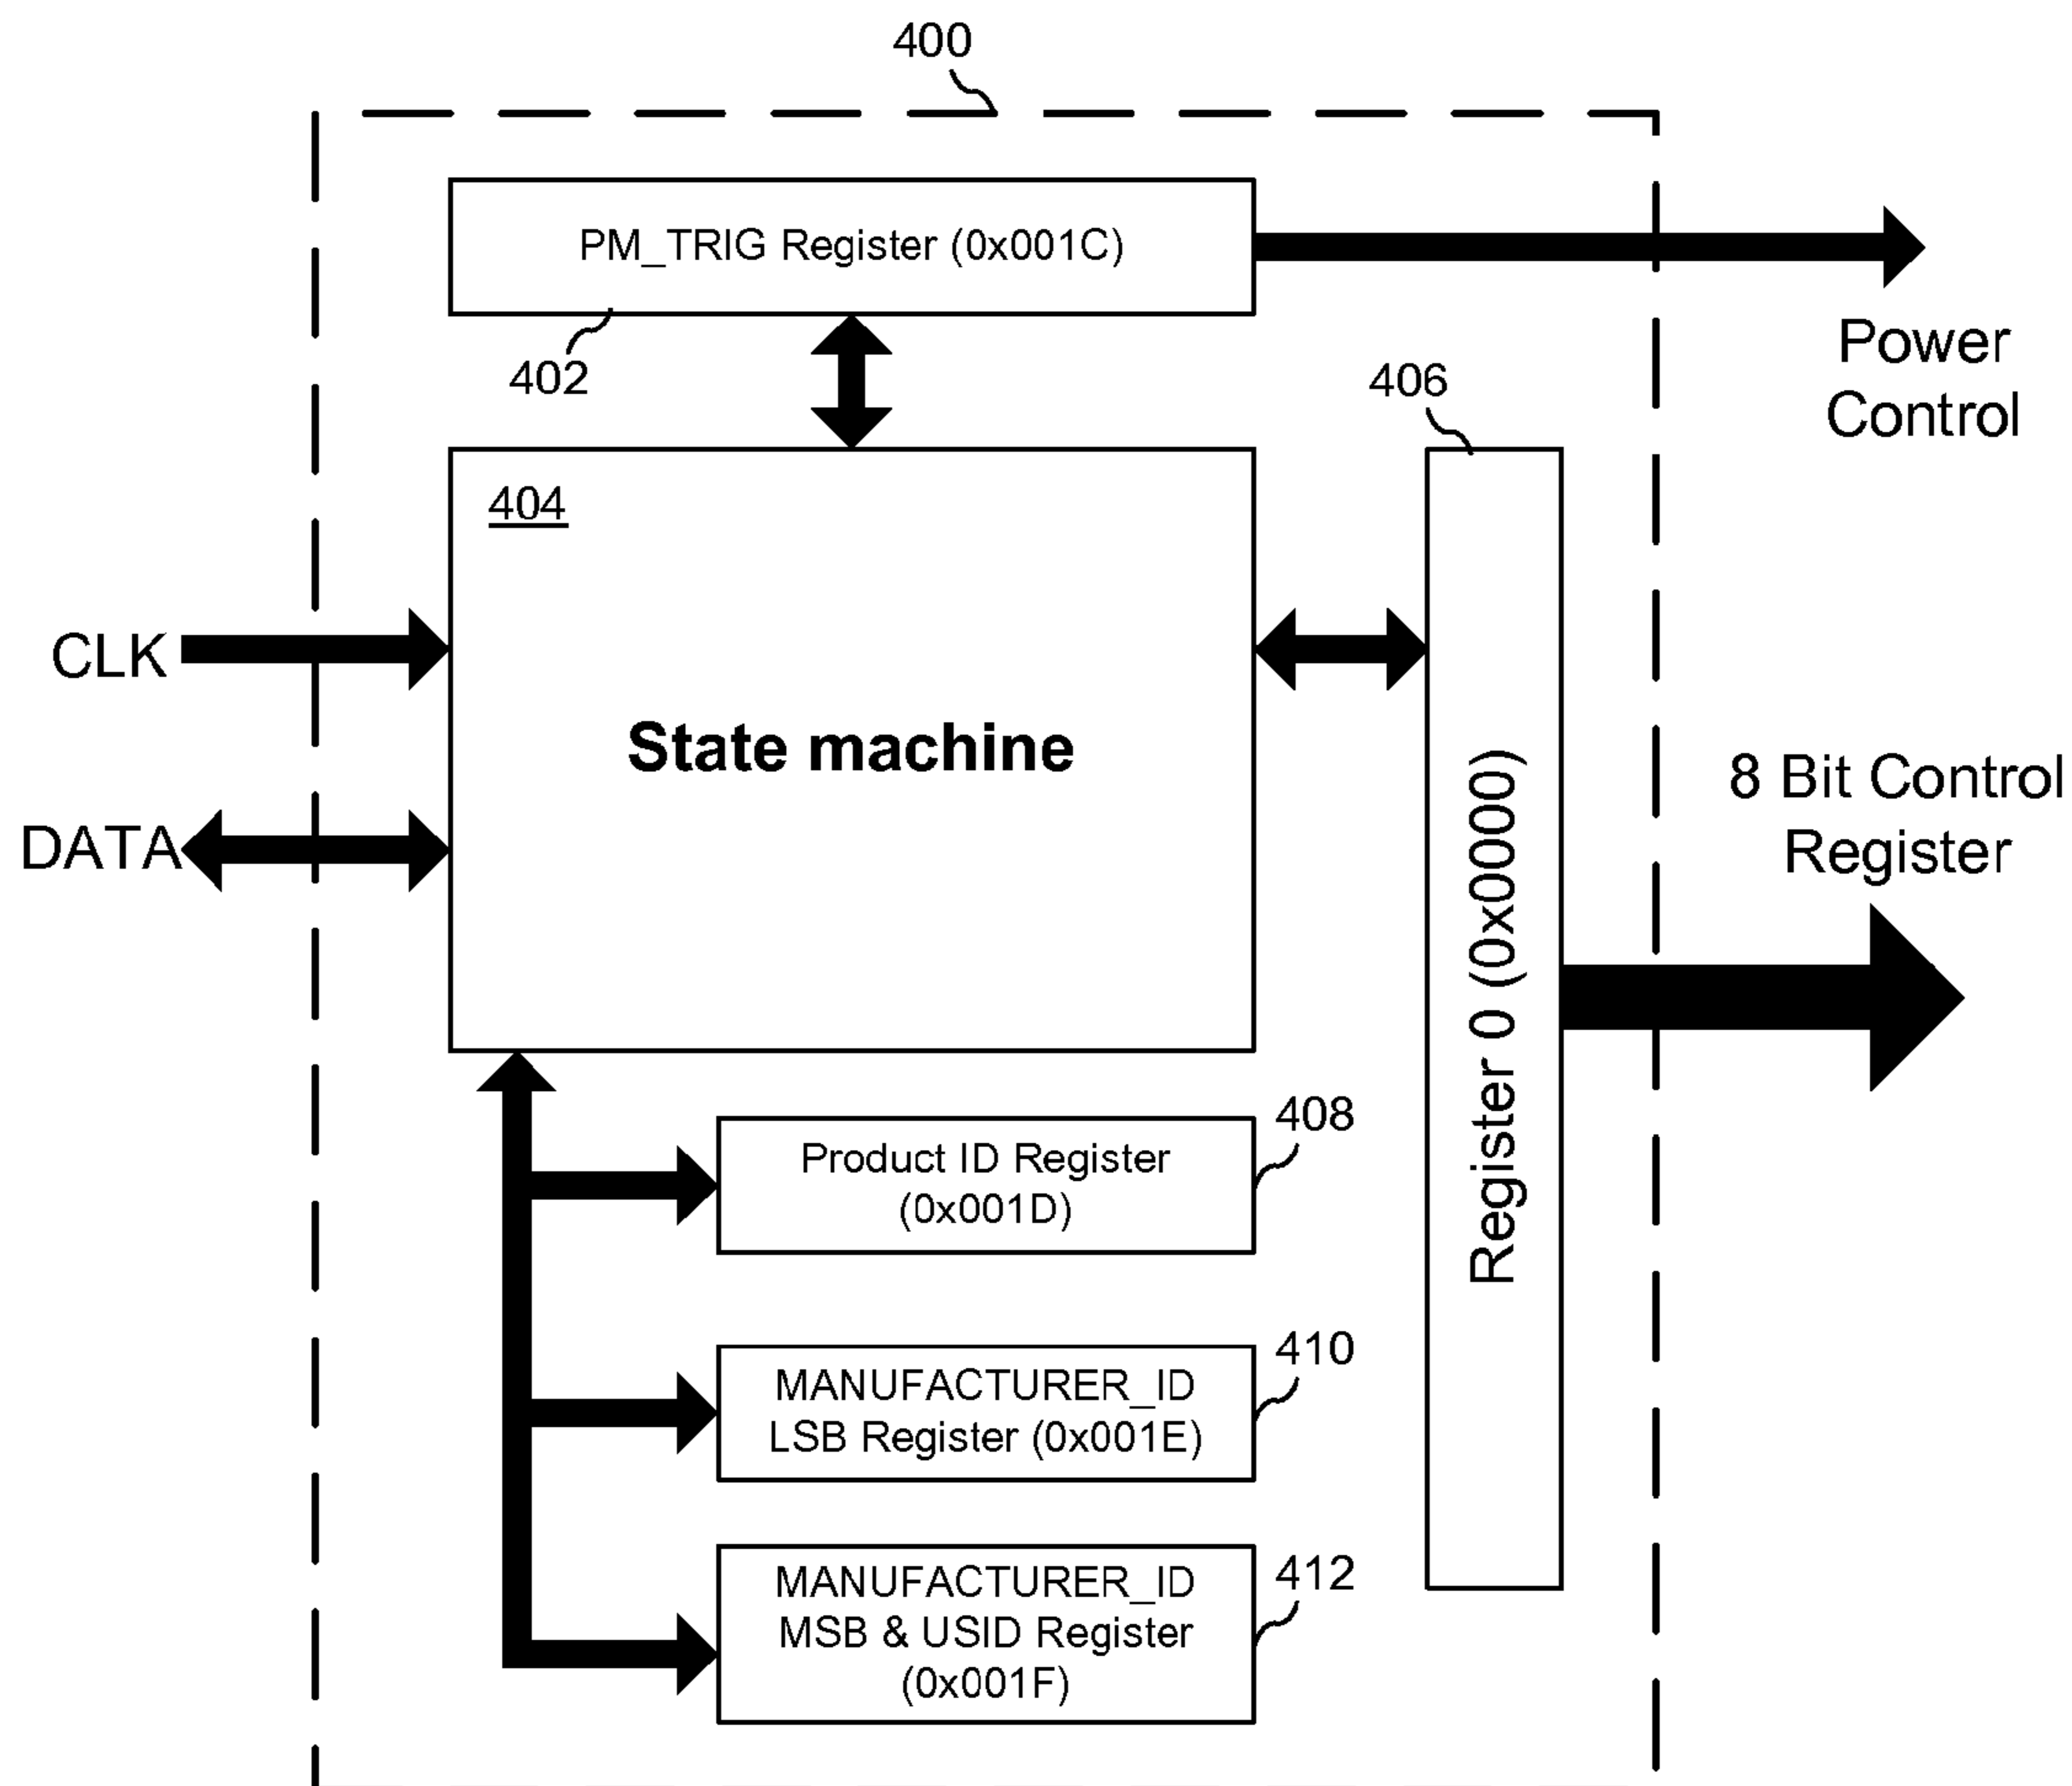 400
PM_TRIG Register (0x001C)
402
Power
Control
406
404
CLK
State machine
DATA
8 Bit Control
Register
Register 0 (0x0000)
408
Product ID Register
(0x001D)
410
MANUFACTURER_ID
LSB Register (0x001E)
412
MANUFACTURER_ID
MSB & USID Register
(0x001F)